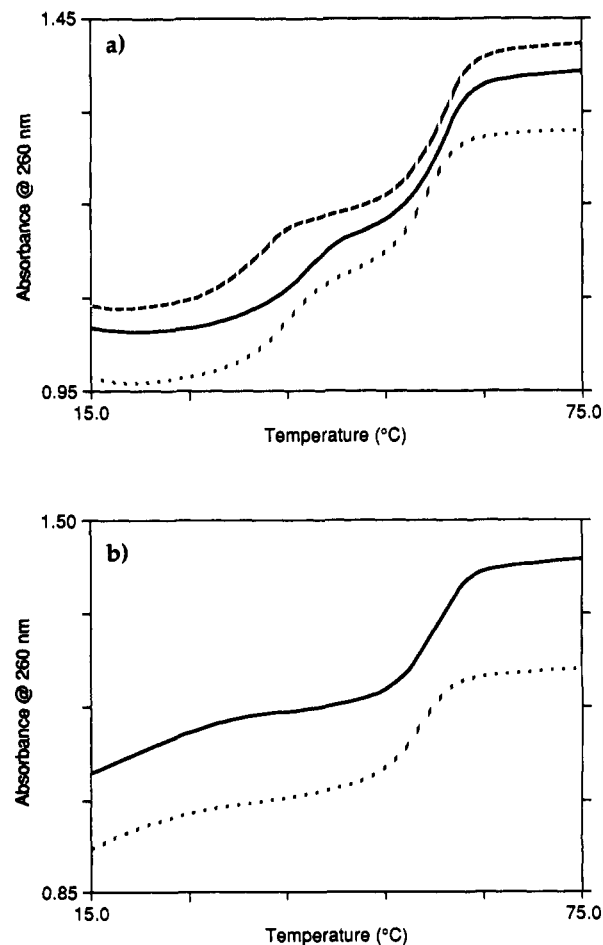 1.45
a)
Absorbance @ 260 nm
0.95
15.0
75.0
Temperature (°C)
1.50
b)
Absorbance @ 260 nm
0.85
15.0
75.0
Temperature (°C)